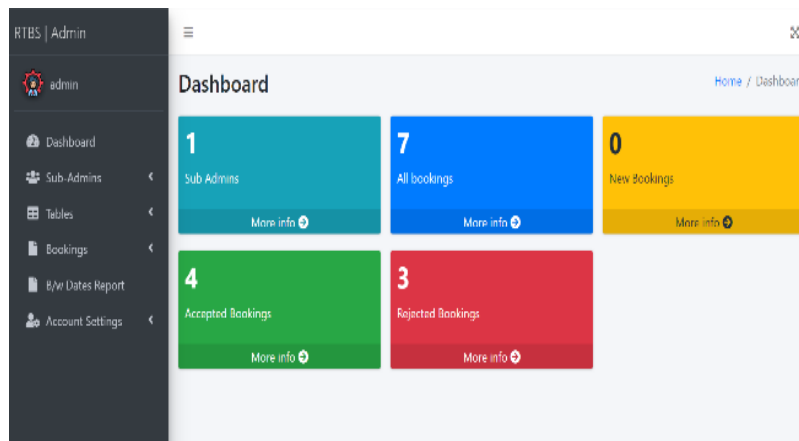 RTBS | Admin
admin
Dashboard
Sub-Admins
Tables
Bookings
B/w Dates Report
Account Settings
Dashboard
Home / Dashboar
1
Sub Admins
More info
7
All bookings
More info
0
New Bookings
More info
4
Accepted Bookings
More info
3
Rejected Bookings
More info